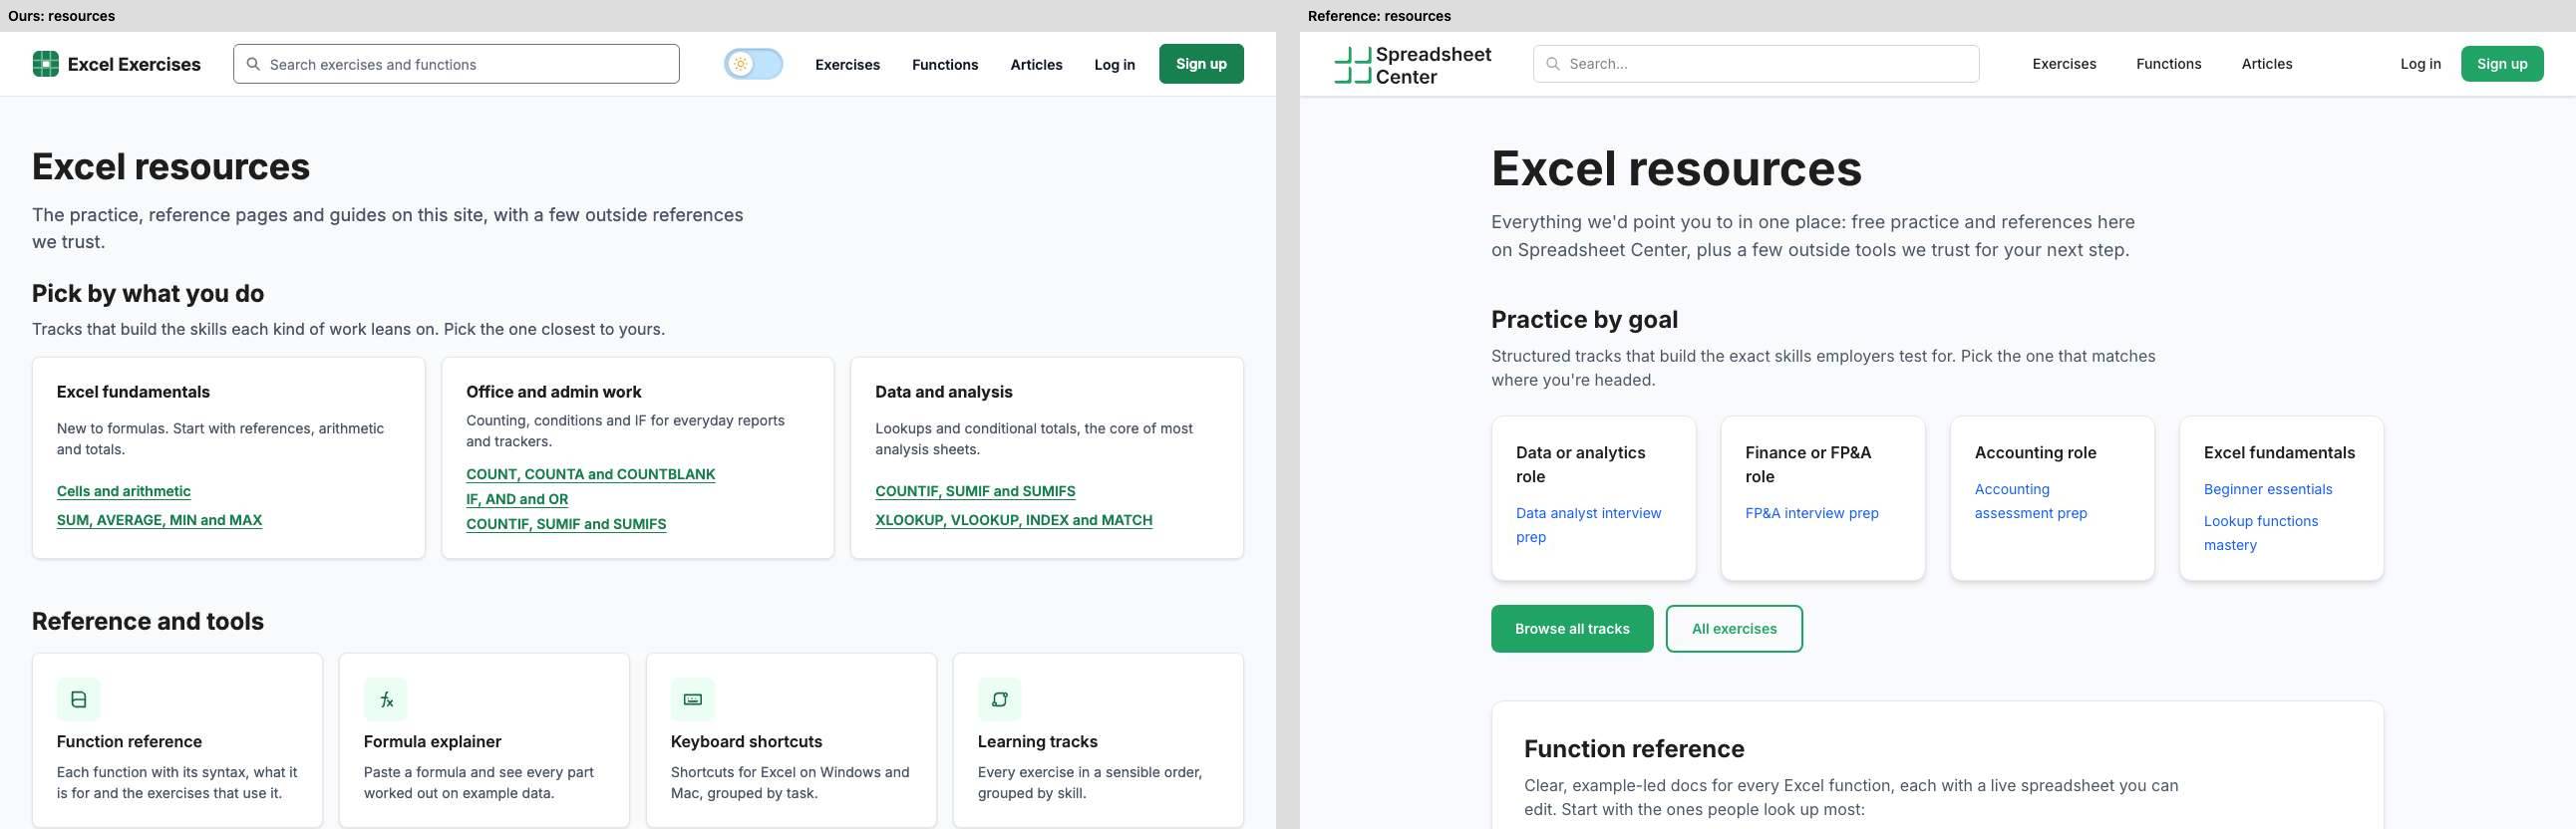 Ours: resources
Excel Exercises
Search exercises and functions
Exercises
Functions
Articles
Log in
Sign up
Excel resources
The practice, reference pages and guides on this site, with a few outside references
we trust.
Pick by what you do
Tracks that build the skills each kind of work leans on. Pick the one closest to yours.
Excel fundamentals
New to formulas. Start with references, arithmetic
and totals.
Cells and arithmetic
SUM, AVERAGE, MIN and MAX
Office and admin work
Counting, conditions and IF for everyday reports
and trackers.
COUNT, COUNTA and COUNTBLANK
IF, AND and OR
COUNTIF, SUMIF and SUMIFS
Data and analysis
Lookups and conditional totals, the core of most
analysis sheets.
COUNTIF, SUMIF and SUMIFS
XLOOKUP, VLOOKUP, INDEX and MATCH
Reference and tools
Function reference
Each function with its syntax, what it
is for and the exercises that use it.
fx
Formula explainer
Paste a formula and see every part
worked out on example data.
Keyboard shortcuts
Shortcuts for Excel on Windows and
Mac, grouped by task.
Learning tracks
Every exercise in a sensible order,
grouped by skill.
Reference: resources
Spreadsheet
Center
Search...
Exercises
Functions
Articles
Log in
Sign up
Excel resources
Everything we'd point you to in one place: free practice and references here
on Spreadsheet Center, plus a few outside tools we trust for your next step.
Practice by goal
Structured tracks that build the exact skills employers test for. Pick the one that matches
where you're headed.
Data or analytics
role
Data analyst interview
prep
Finance or FP&A
role
FP&A interview prep
Accounting role
Accounting
assessment prep
Excel fundamentals
Beginner essentials
Lookup functions
mastery
Browse all tracks
All exercises
Function reference
Clear, example-led docs for every Excel function, each with a live spreadsheet you can
edit. Start with the ones people look up most: